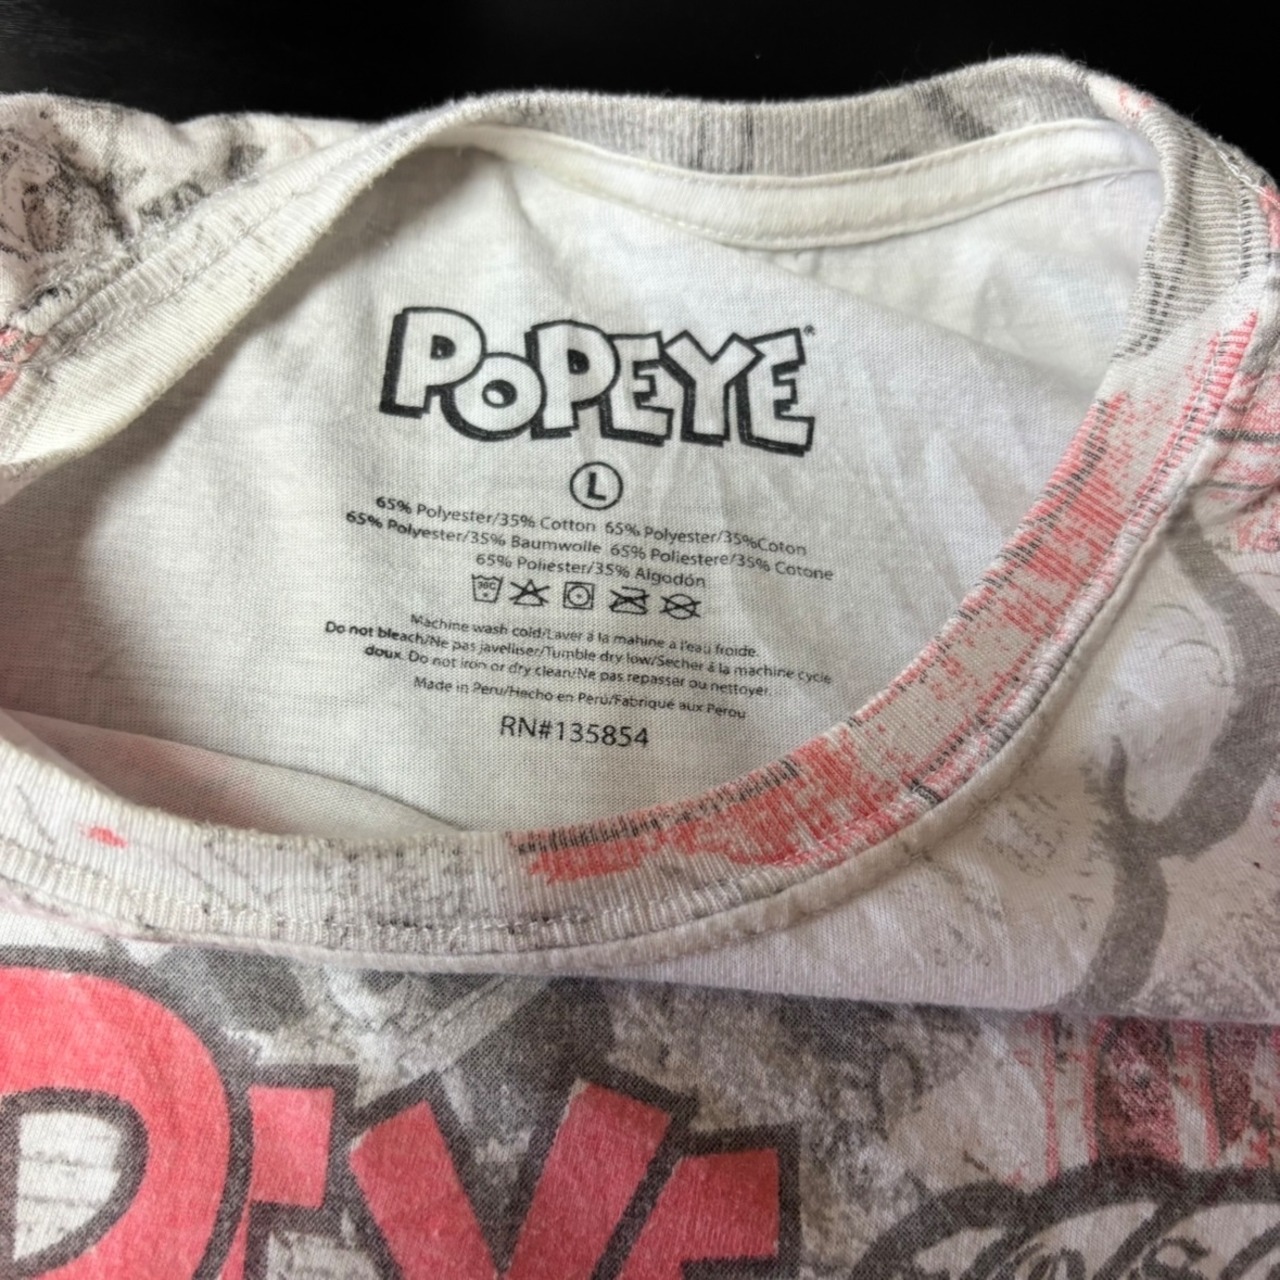 POPEYE®
L
65% Polyester/35% Cotton 65% Polyester/35%Coton
65% Polyester/35% Baumwolle 65% Poliestere/35% Cotone
65% Poliester/35% Algodón
30C
Machine wash cold/Laver à la mahine à l'eau froide.
Do not bleach/Ne pas javelliser/Tumble dry low/Secher à la machine cycle
doux. Do not iron or dry clean/Ne pas repasser ou nettoyer.
Made in Peru/Hecho en Perú/Fabriqué aux Perou
RN#135854